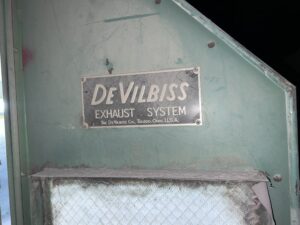 DEVILBISS
EXHAUST SYSTEM
THE DEVILBISS CO., TOLEDO, OHIO, U.S.A.